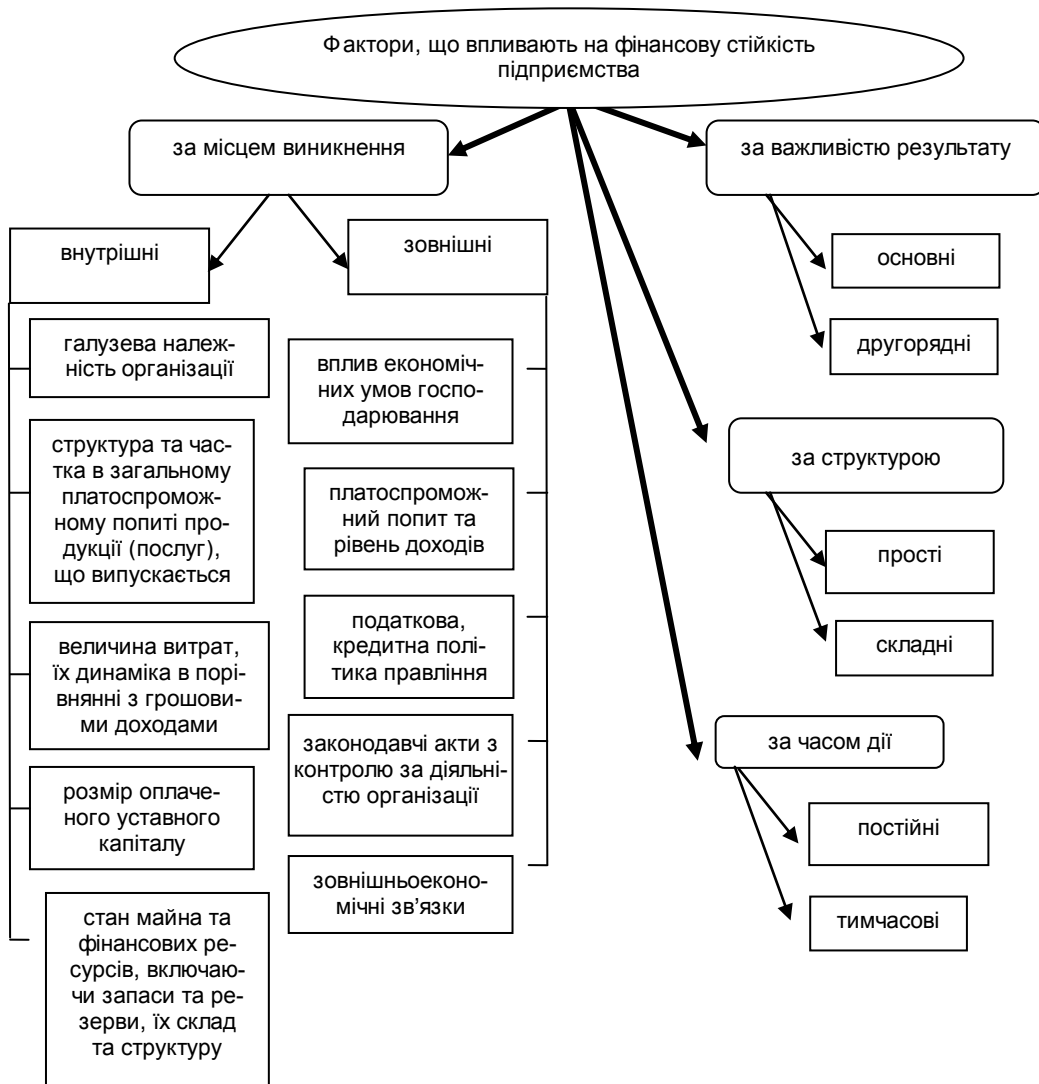 Фактори, що впливають на фінансову стійкість
підприємства
за місцем виникнення
за важливістю результату
внутрішні
зовнішні
основні
другорядні
галузева належ-
ність організації
вплив економіч-
них умов госпо-
дарювання
структура та час-
тка в загальному
платоспромож-
ному попиті про-
дукції (послуг),
що випускається
за структурою
платоспромож-
ний попит та
рівень доходів
прості
складні
величина витрат,
їх динаміка в порі-
внянні з грошови-
ми доходами
податкова,
кредитна полі-
тика правління
за часом дії
законодавчі акти з
контролю за діяльні-
стю організації
розмір оплаче-
ного уставного
капіталу
постійні
зовнішньоеконо-
мічні зв’язки
тимчасові
стан майна та
фінансових ре-
сурсів, включаю-
чи запаси та ре-
зерви, їх склад
та структуру